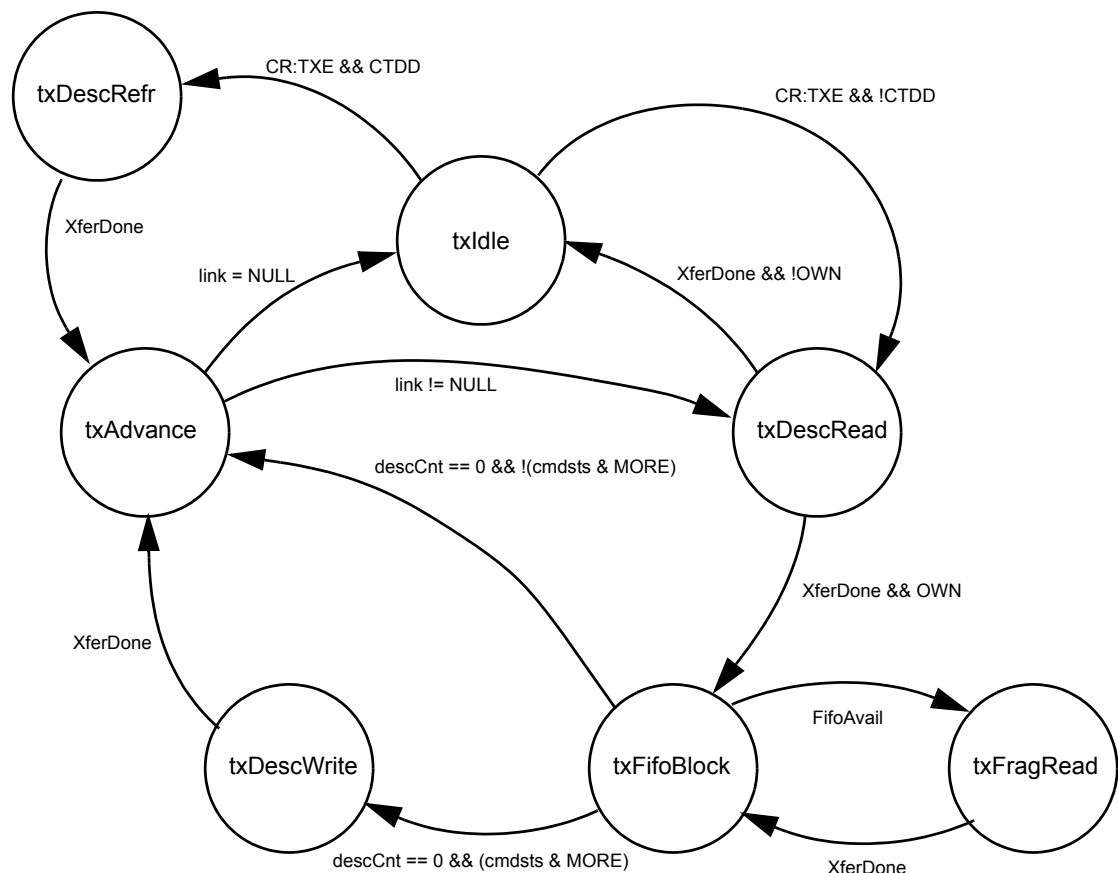 CR:TXE && CTDD
txDescRefr
CR:TXE && !CTDD
XferDone
txIdle
link = NULL
XferDone && !OWN
link != NULL
txAdvance
txDescRead
descCnt == 0 && !(cmdsts & MORE)
XferDone && OWN
XferDone
FifoAvail
txDescWrite
txFifoBlock
txFragRead
descCnt == 0 && (cmdsts & MORE)
XferDone